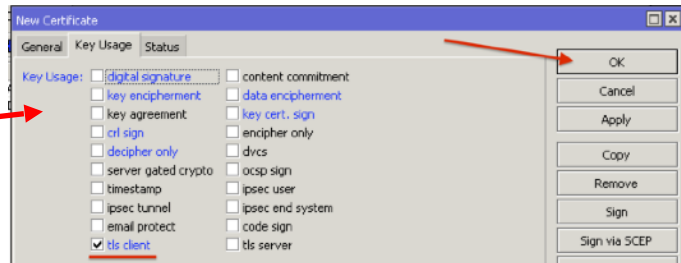 New Certificate
General Key Usage Status
OK
Key Usage: digital signature content commitment
key encipherment data encipherment
Cancel
key agreement key cert. sign
Apply
crl sign encipher only
decipher only dvcs
Copy
server gated crypto ocsp sign
timestamp ipsec user
Remove
ipsec tunnel ipsec end system
Sign
email protect code sign
tls client tls server
Sign via SCEP